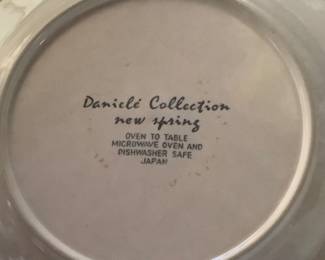 Danielé Collection
new spring
OVEN TO TABLE
MICROWAVE OVEN AND
DISHWASHER SAFE
JAPAN